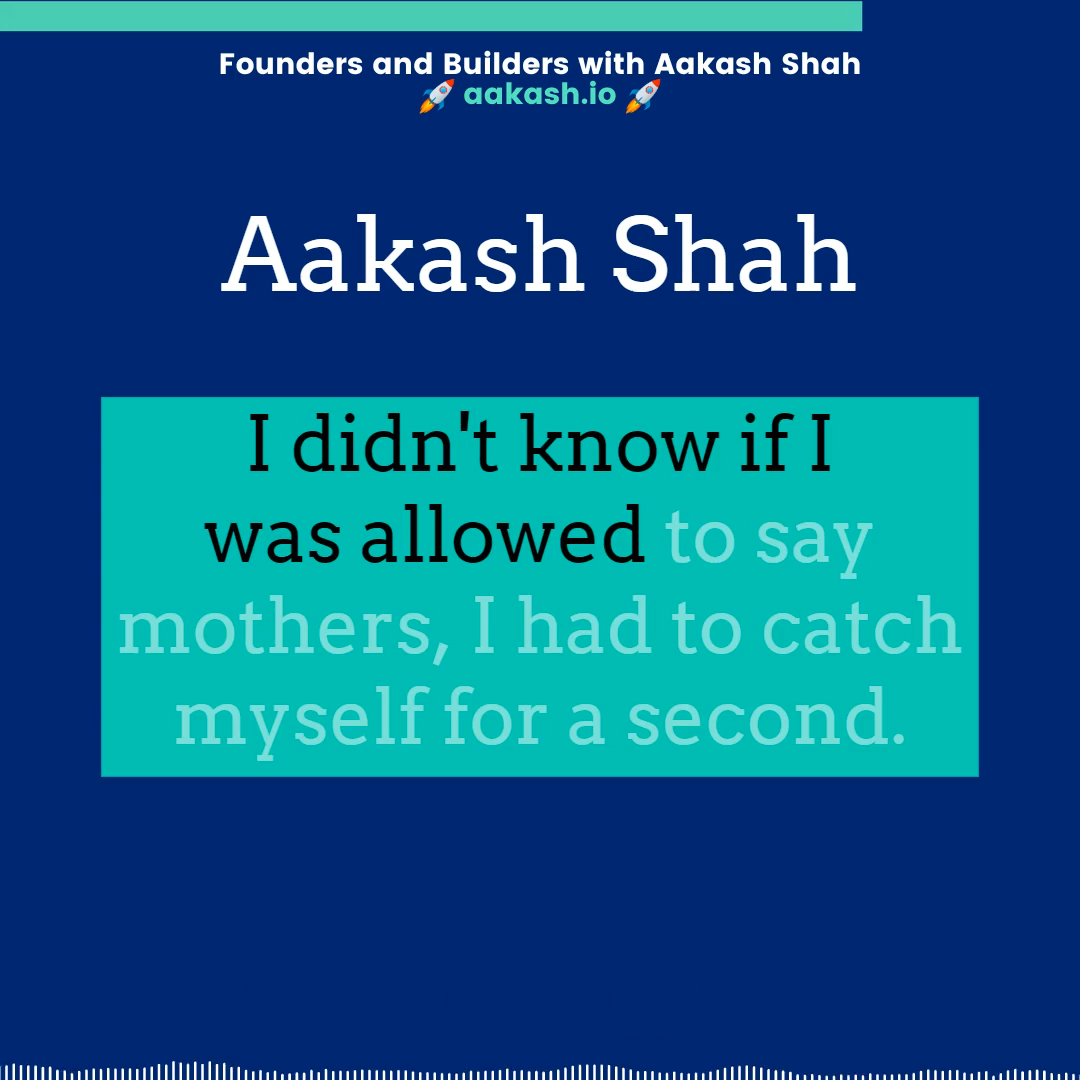 Founders and Builders with Aakash Shah
🚀 aakash.io 🚀
Aakash Shah
I didn't know if I
was allowed to say
mothers, I had to catch
myself for a second.